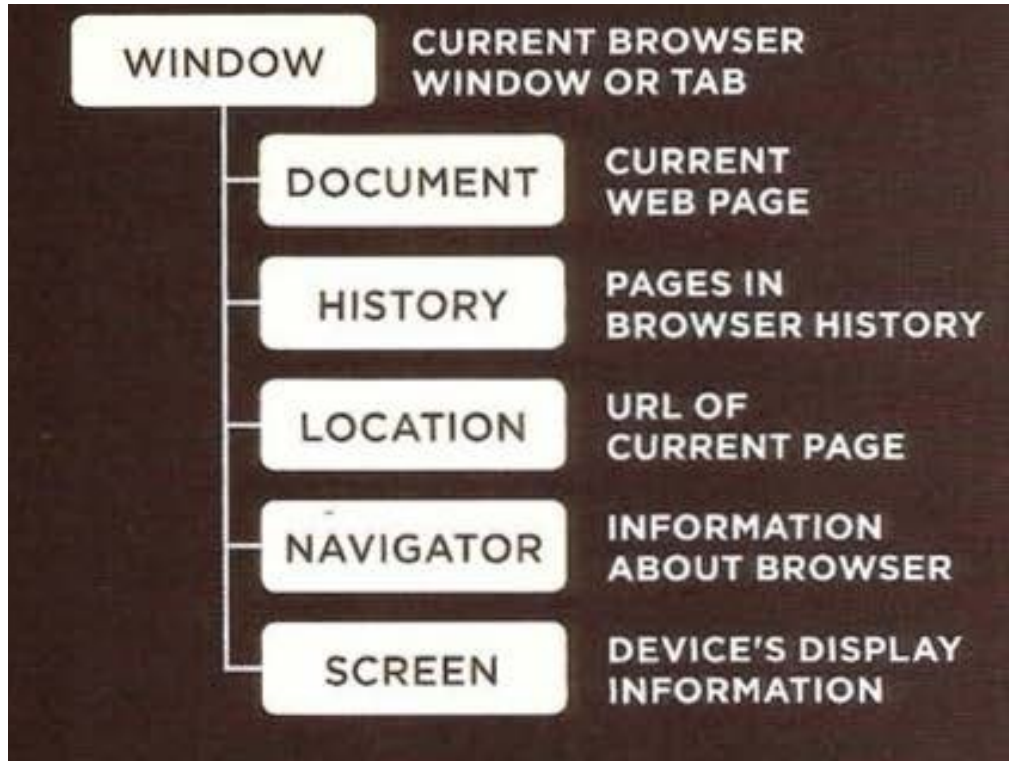 WINDOW
CURRENT BROWSER
WINDOW OR TAB
DOCUMENT
CURRENT
WEB PAGE
HISTORY
PAGES IN
BROWSER HISTORY
LOCATION
URL OF
CURRENT PAGE
NAVIGATOR
INFORMATION
ABOUT BROWSER
SCREEN
DEVICE'S DISPLAY
INFORMATION